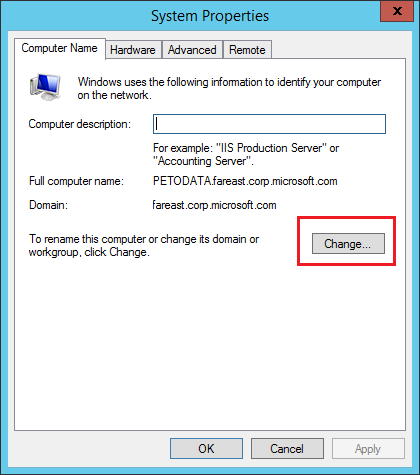 System Properties
Computer Name Hardware Advanced Remote
Windows uses the following information to identify your computer
on the network.
Computer description:
For example: "IIS Production Server" or
"Accounting Server".
Full computer name: PETODATA.fareast.corp.microsoft.com
Domain: fareast.corp.microsoft.com
To rename this computer or change its domain or
workgroup, click Change.
Change...
OK Cancel Apply